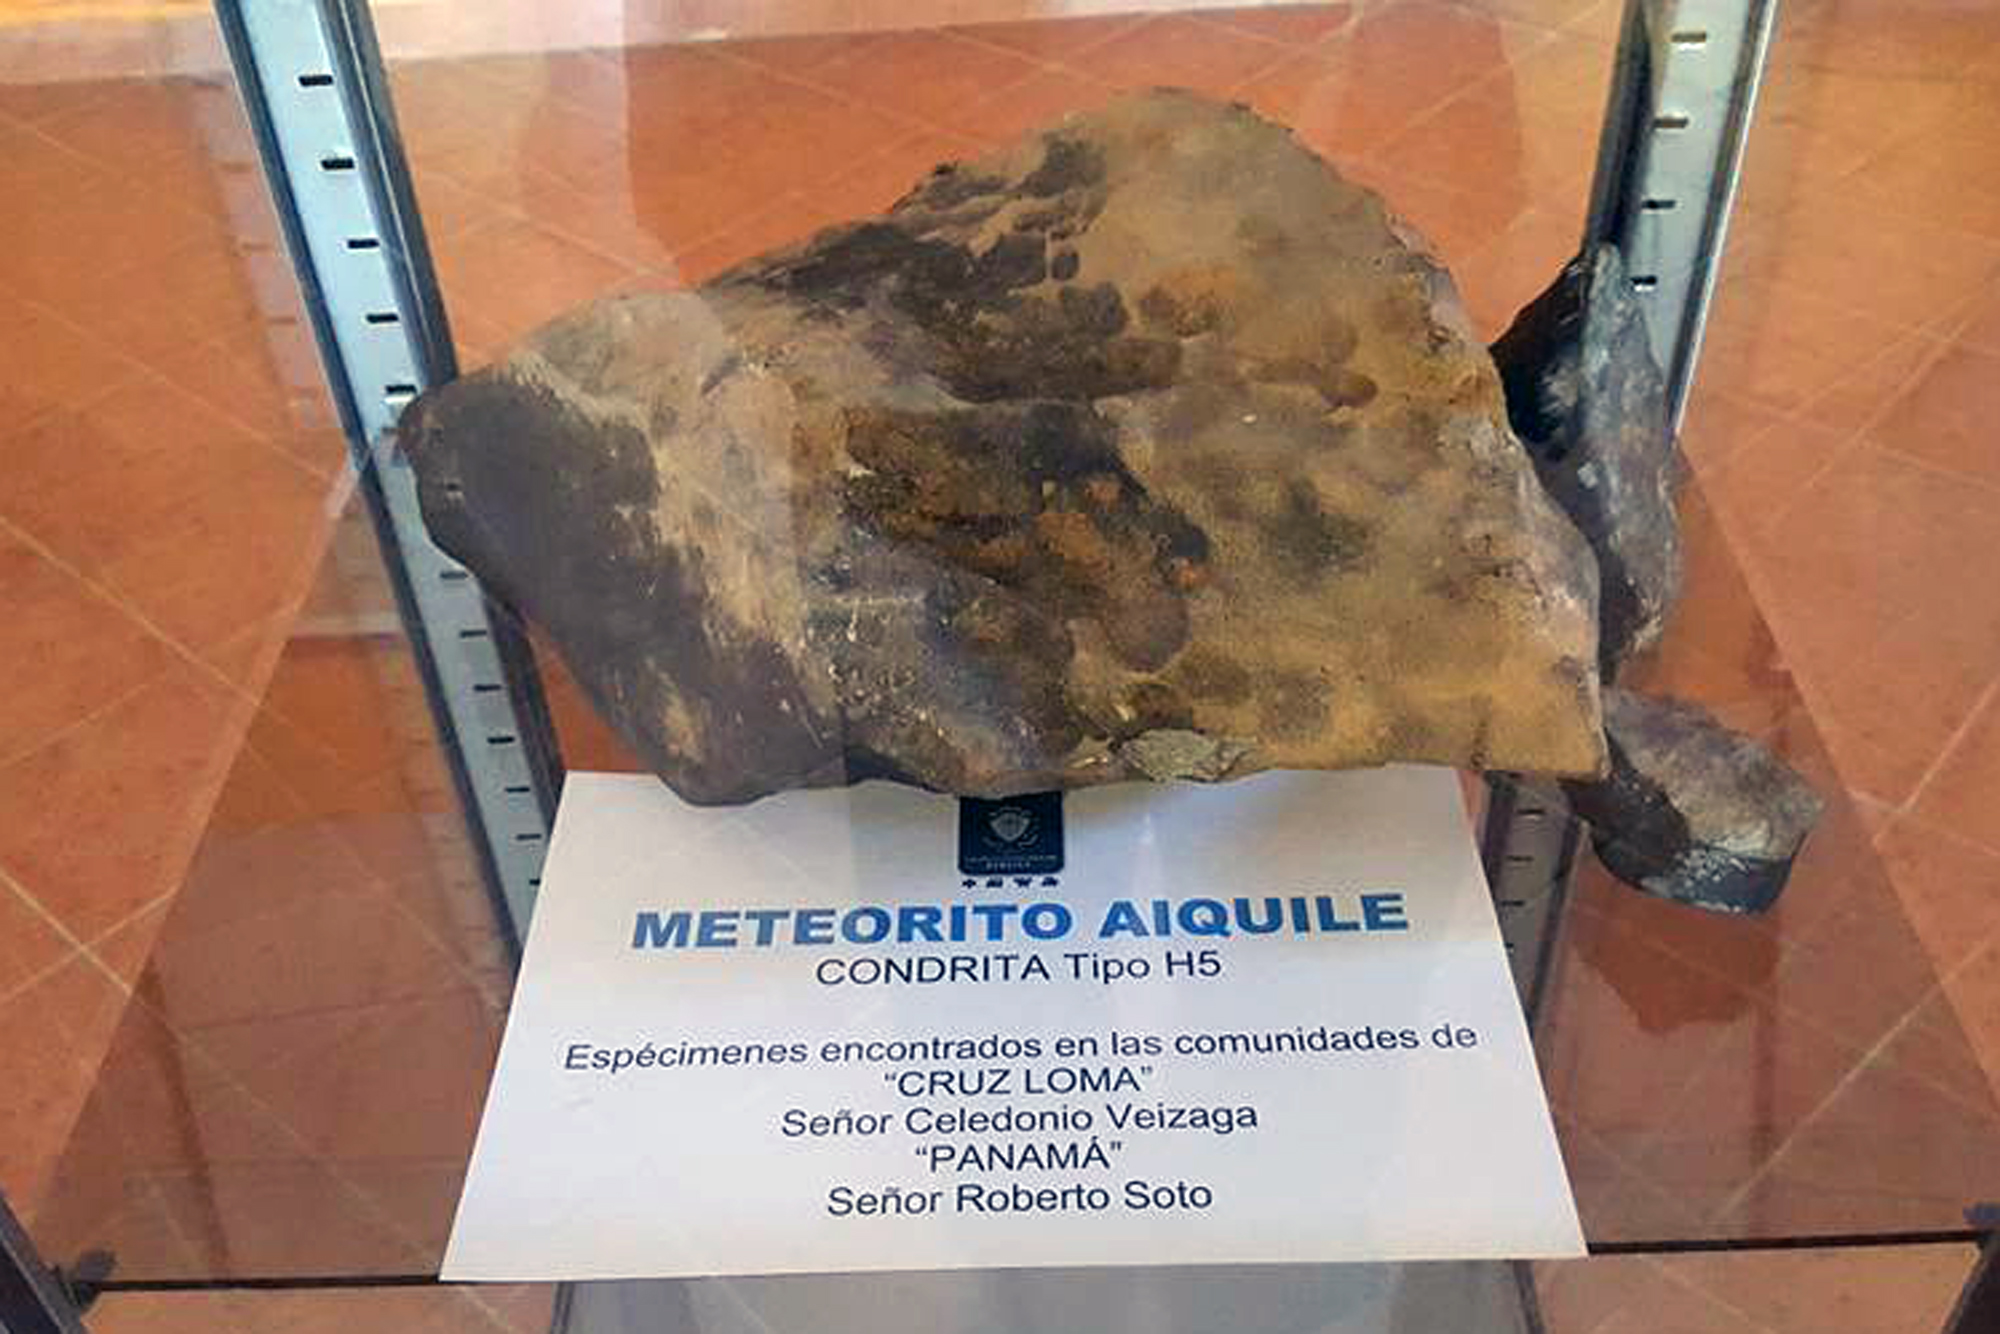 METEORITO AIQUILE
CONDRITA Tipo H5
Espécimenes encontrados en las comunidades de
“CRUZ LOMA”
Señor Celedonio Veizaga
“PANAMÁ”
Señor Roberto Soto